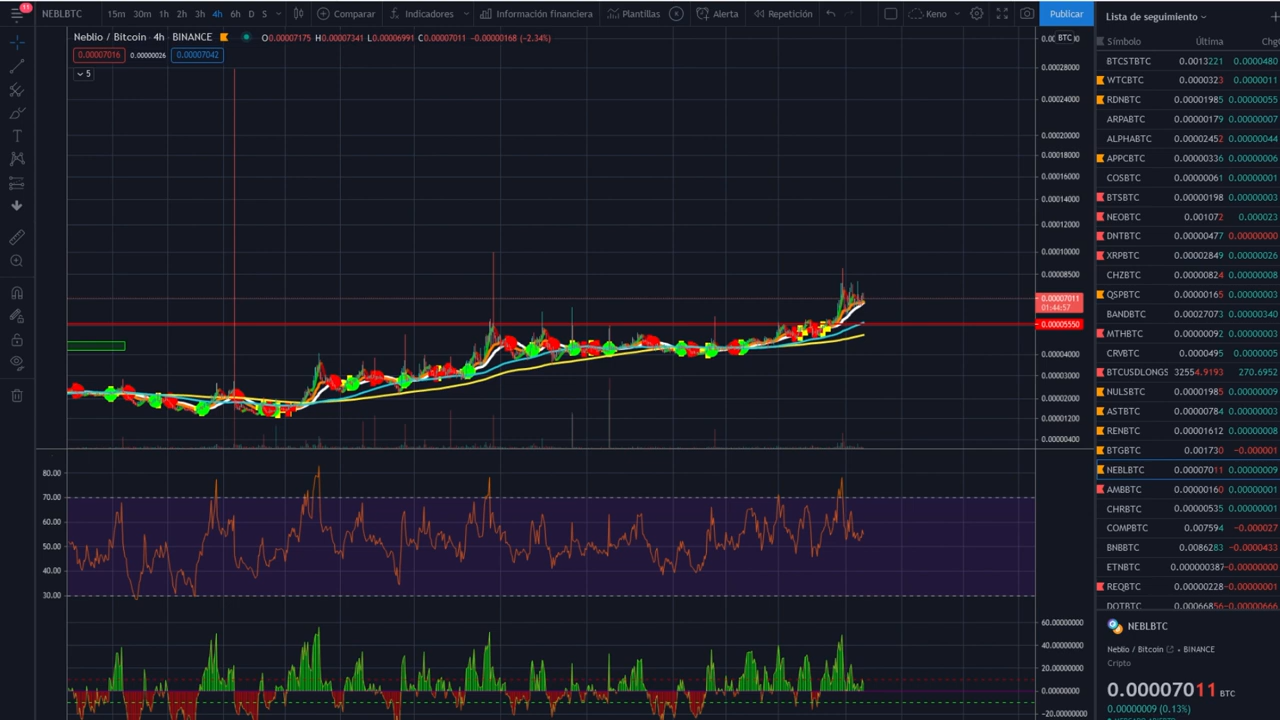 11
NEBLBTC 15m 30m 1h 2h 3h 4h 6h D S Comparar Indicadores Información financiera Plantillas Alerta Repetición Keno Publicar
Neblio / Bitcoin · 4h · BINANCE O0.00007175 H0.00007341 L0.00006991 C0.00007011 −0.00000168 (−2.34%)
0.00007016 0.00000026 0.00007042
5
BTC
0.00028000
0.00024000
0.00020000
0.00018000
0.00016000
0.00014000
0.00012000
0.00010000
0.00008500
0.00007011
01:44:57
0.00005550
0.00004000
0.00003000
0.00002000
0.00001200
0.00000400
80.00
70.00
60.00
50.00
40.00
30.00
60.00000000
40.00000000
20.00000000
0.00000000
−20.00000000
Lista de seguimiento
Símbolo Última Chg
BTCSTBTC 0.0013221 0.0000480
WTCBTC 0.0000323 0.0000011
RDNBTC 0.00001985 0.00000055
ARPABTC 0.00000179 0.00000007
ALPHABTC 0.00002452 0.00000044
APPCBTC 0.00000336 0.00000006
COSBTC 0.00000061 0.00000001
BTSBTC 0.00000198 0.00000003
NEOBTC 0.001072 0.000023
DNTBTC 0.00000477 0.00000000
XRPBTC 0.00002849 0.00000026
CHZBTC 0.00000824 0.00000008
QSPBTC 0.00000165 0.00000003
BANDBTC 0.00027073 0.00000340
MTHBTC 0.00000092 0.00000003
CRVBTC 0.0000495 0.0000005
BTCUSDLONGS 32554.9193 270.6952
NULSBTC 0.00001985 0.00000009
ASTBTC 0.00000784 0.00000003
RENBTC 0.00001612 0.00000008
BTGBTC 0.001730 −0.000001
NEBLBTC 0.00007011 0.00000009
AMBBTC 0.00000160 0.00000001
CHRBTC 0.00000535 0.00000001
COMPBTC 0.007594 −0.000027
BNBBTC 0.0086283 −0.0000433
ETNBTC 0.000000387 −0.0000000
REQBTC 0.00000228 −0.0000001
DOTBTC 0.00066856 −0.0000666
NEBLBTC
Neblio / Bitcoin • BINANCE
Cripto
0.00007011 BTC
0.00000009 (0.13%)